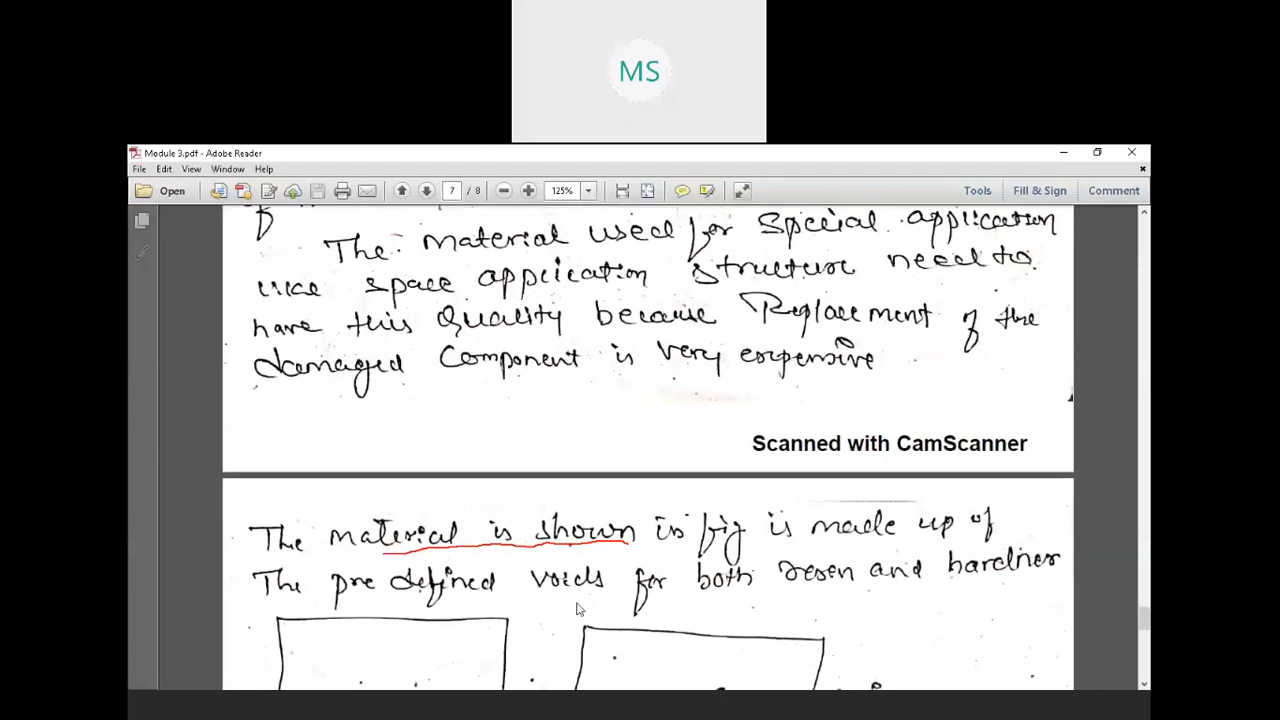 MS
Module 3.pdf - Adobe Reader
File Edit View Window Help
Open 7 / 8 125% Tools Fill & Sign Comment
of
The material used for special application
like space application structure need to
have this Quality because Replacement of the
damaged Component is very expensive
Scanned with CamScanner
The material is shown in fig is made up of
The pre defined voids for both resen and hardner